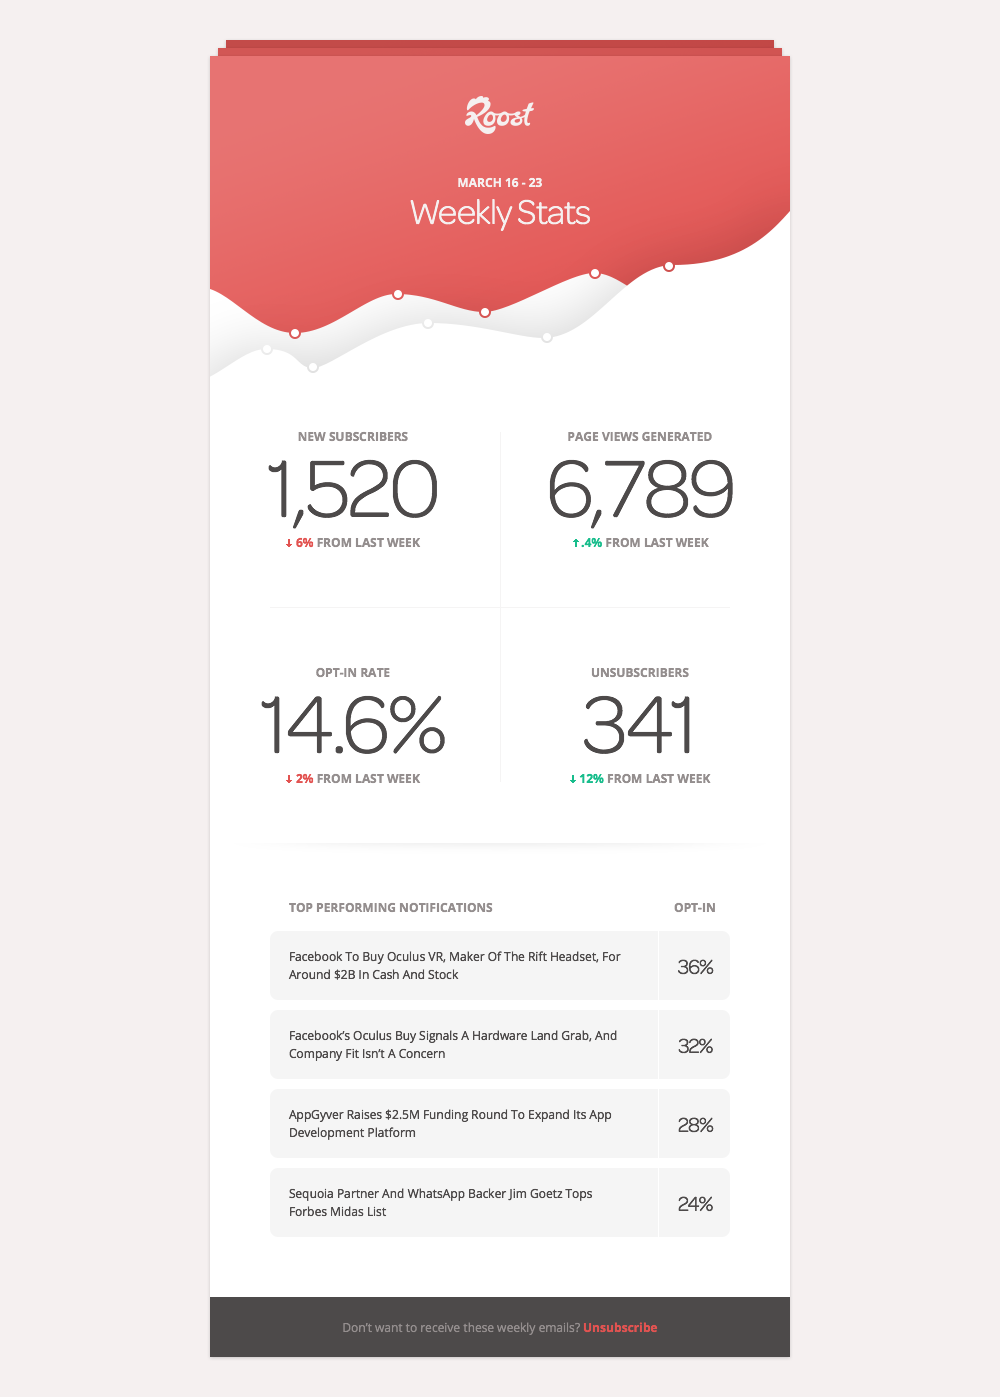 Roost
MARCH 16 - 23
Weekly Stats
NEW SUBSCRIBERS
1,520
↓ 6% FROM LAST WEEK
PAGE VIEWS GENERATED
6,789
↑ .4% FROM LAST WEEK
OPT-IN RATE
14.6%
↓ 2% FROM LAST WEEK
UNSUBSCRIBERS
341
↓ 12% FROM LAST WEEK
TOP PERFORMING NOTIFICATIONS
OPT-IN
Facebook To Buy Oculus VR, Maker Of The Rift Headset, For
Around $2B In Cash And Stock
36%
Facebook’s Oculus Buy Signals A Hardware Land Grab, And
Company Fit Isn’t A Concern
32%
AppGyver Raises $2.5M Funding Round To Expand Its App
Development Platform
28%
Sequoia Partner And WhatsApp Backer Jim Goetz Tops
Forbes Midas List
24%
Don’t want to receive these weekly emails? Unsubscribe